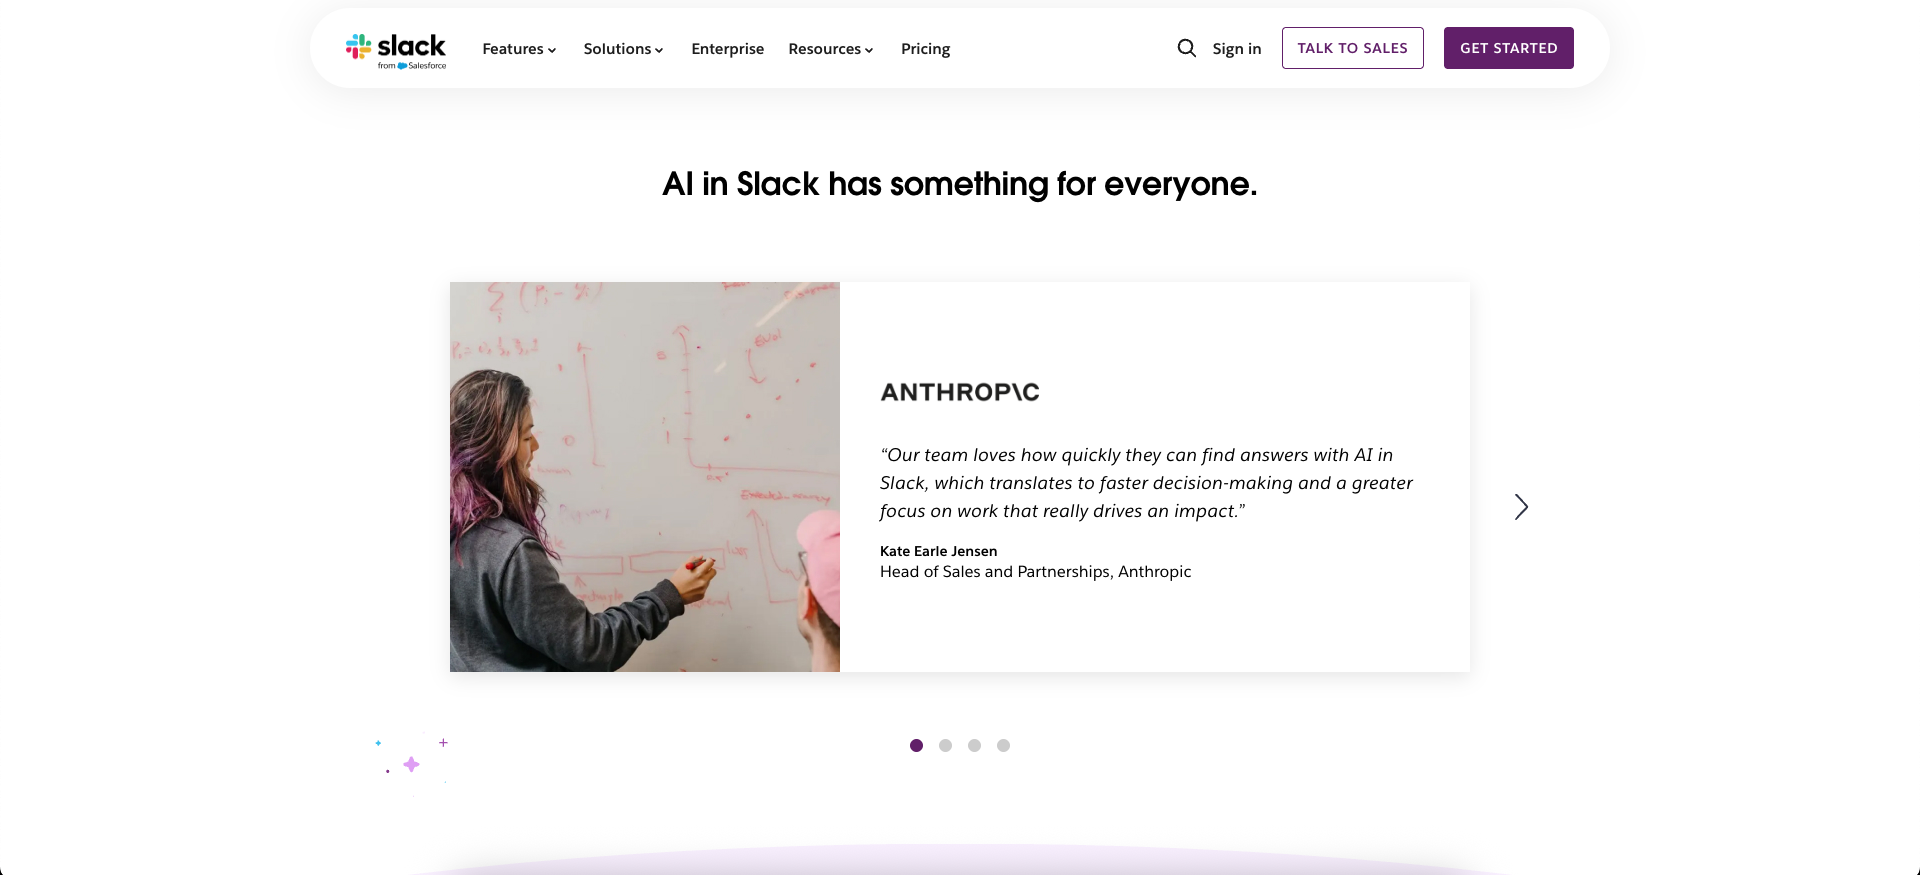 slack
from Salesforce
Features
Solutions
Enterprise
Resources
Pricing
Sign in
TALK TO SALES
GET STARTED
AI in Slack has something for everyone.
ANTHROP\C
“Our team loves how quickly they can find answers with AI in
Slack, which translates to faster decision-making and a greater
focus on work that really drives an impact.”
Kate Earle Jensen
Head of Sales and Partnerships, Anthropic